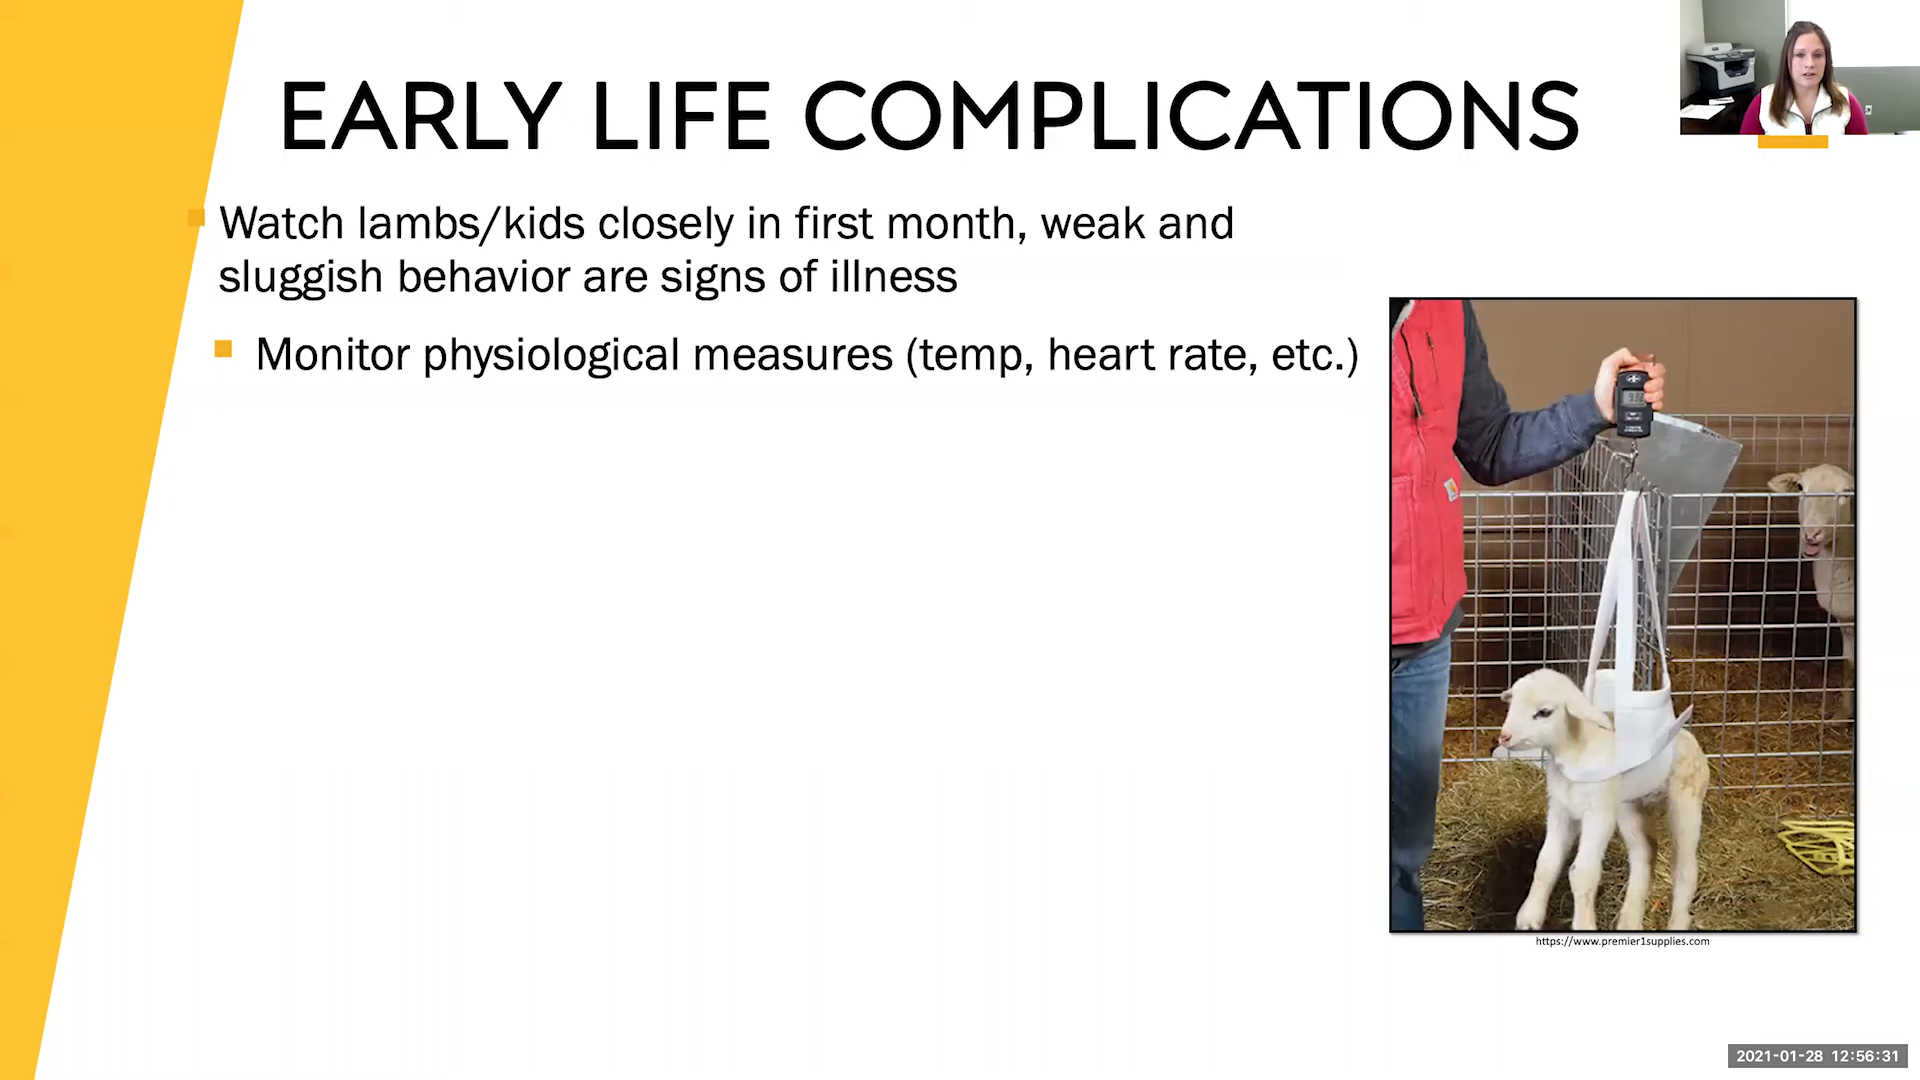 EARLY LIFE COMPLICATIONS
Watch lambs/kids closely in first month, weak and
sluggish behavior are signs of illness
Monitor physiological measures (temp, heart rate, etc.)
https://www.premier1supplies.com
2021-01-28 12:56:31